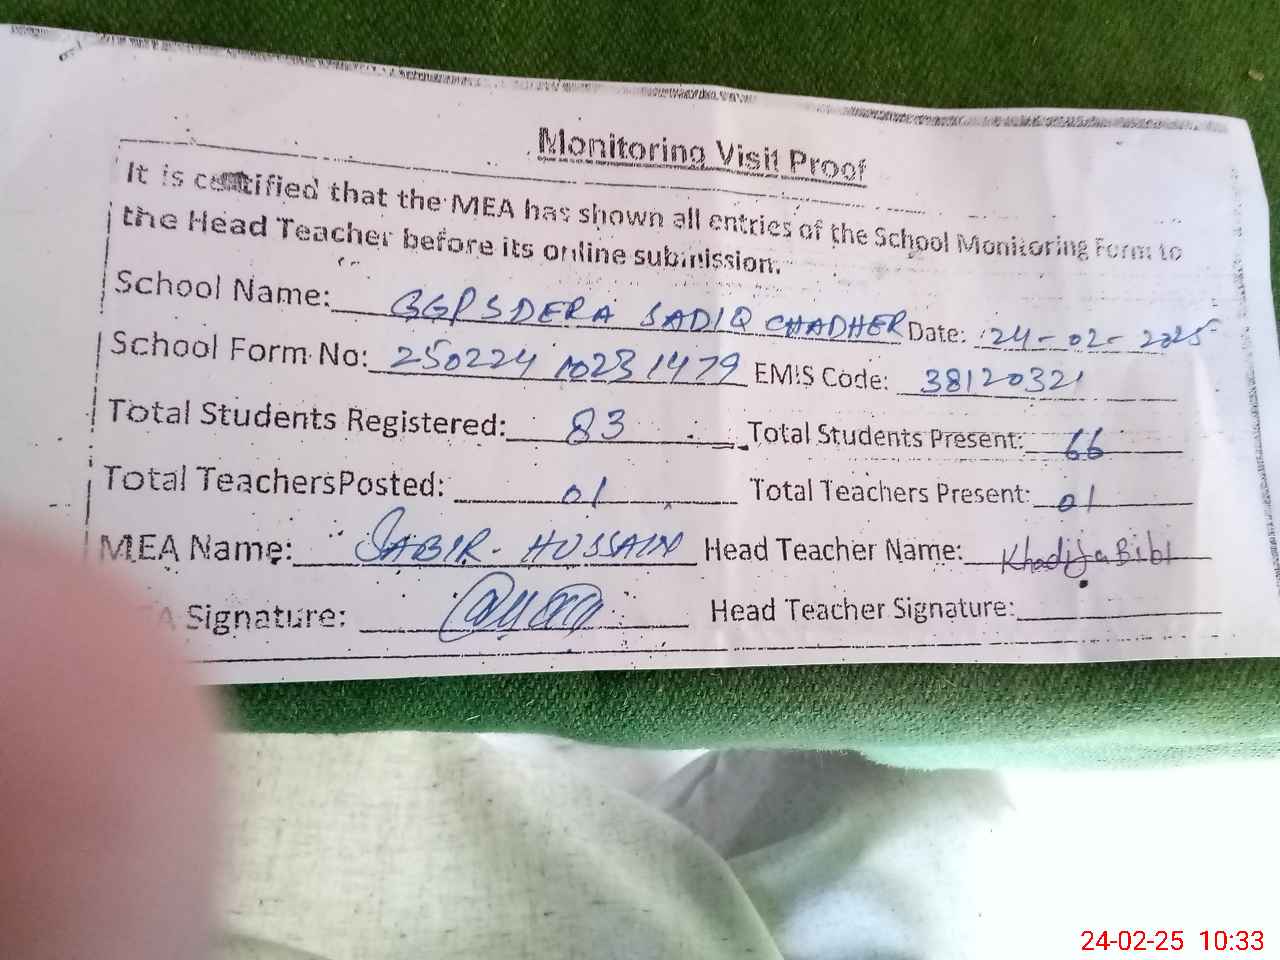 Monitoring Visit Proof
It is certified that the MEA has shown all entries of the School Monitoring Form to
the Head Teacher before its online submission.
School Name: GGPS DERA SADIQ CHADHER Date: 24-02-2025
School Form No: 250224 10231479 EMIS Code: 38120321
Total Students Registered: 83 Total Students Present: 66
Total Teachers Posted: 01 Total Teachers Present: 01
MEA Name: SABIR - HUSSAIN Head Teacher Name: Khadija Bibi
A Signature: Head Teacher Signature:
24-02-25 10:33